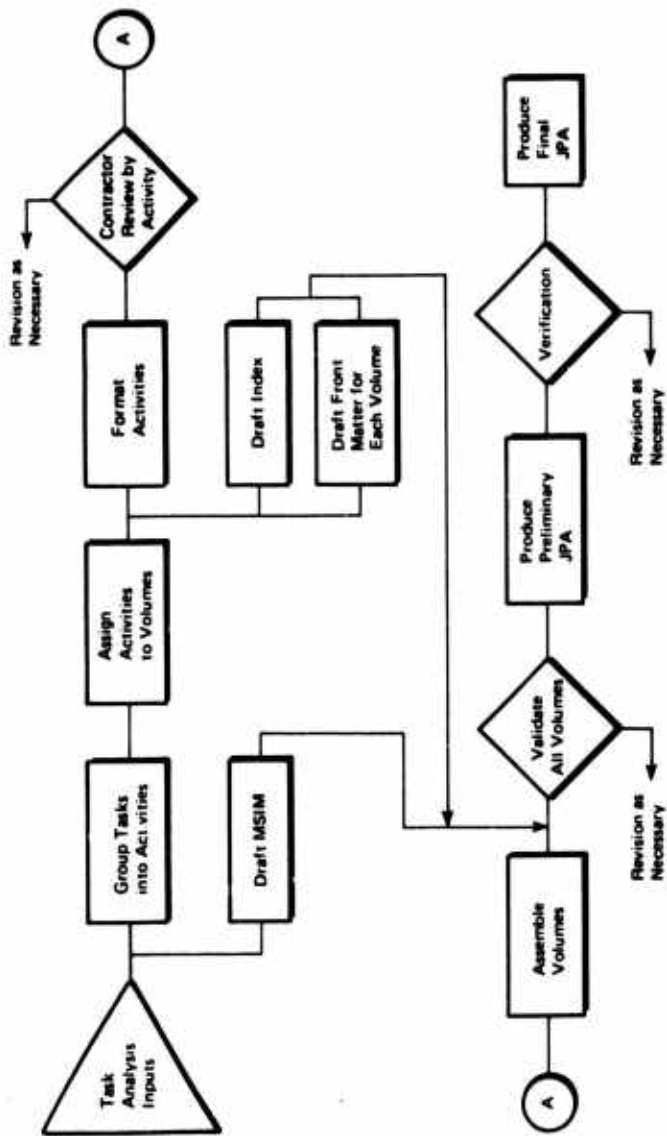 Task
Analysis
Inputs
Group Tasks
into Act vities
Draft MSIM
Assign
Activities
to Volumes
Format
Activities
Draft Index
Draft Front
Matter for
Each Volume
Contractor
Review by
Activity
Revision as
Necessary
A
A
Assemble
Volumes
Validate
All Volumes
Revision as
Necessary
Produce
Preliminary
JPA
Verification
Revision as
Necessary
Produce
Final
JPA